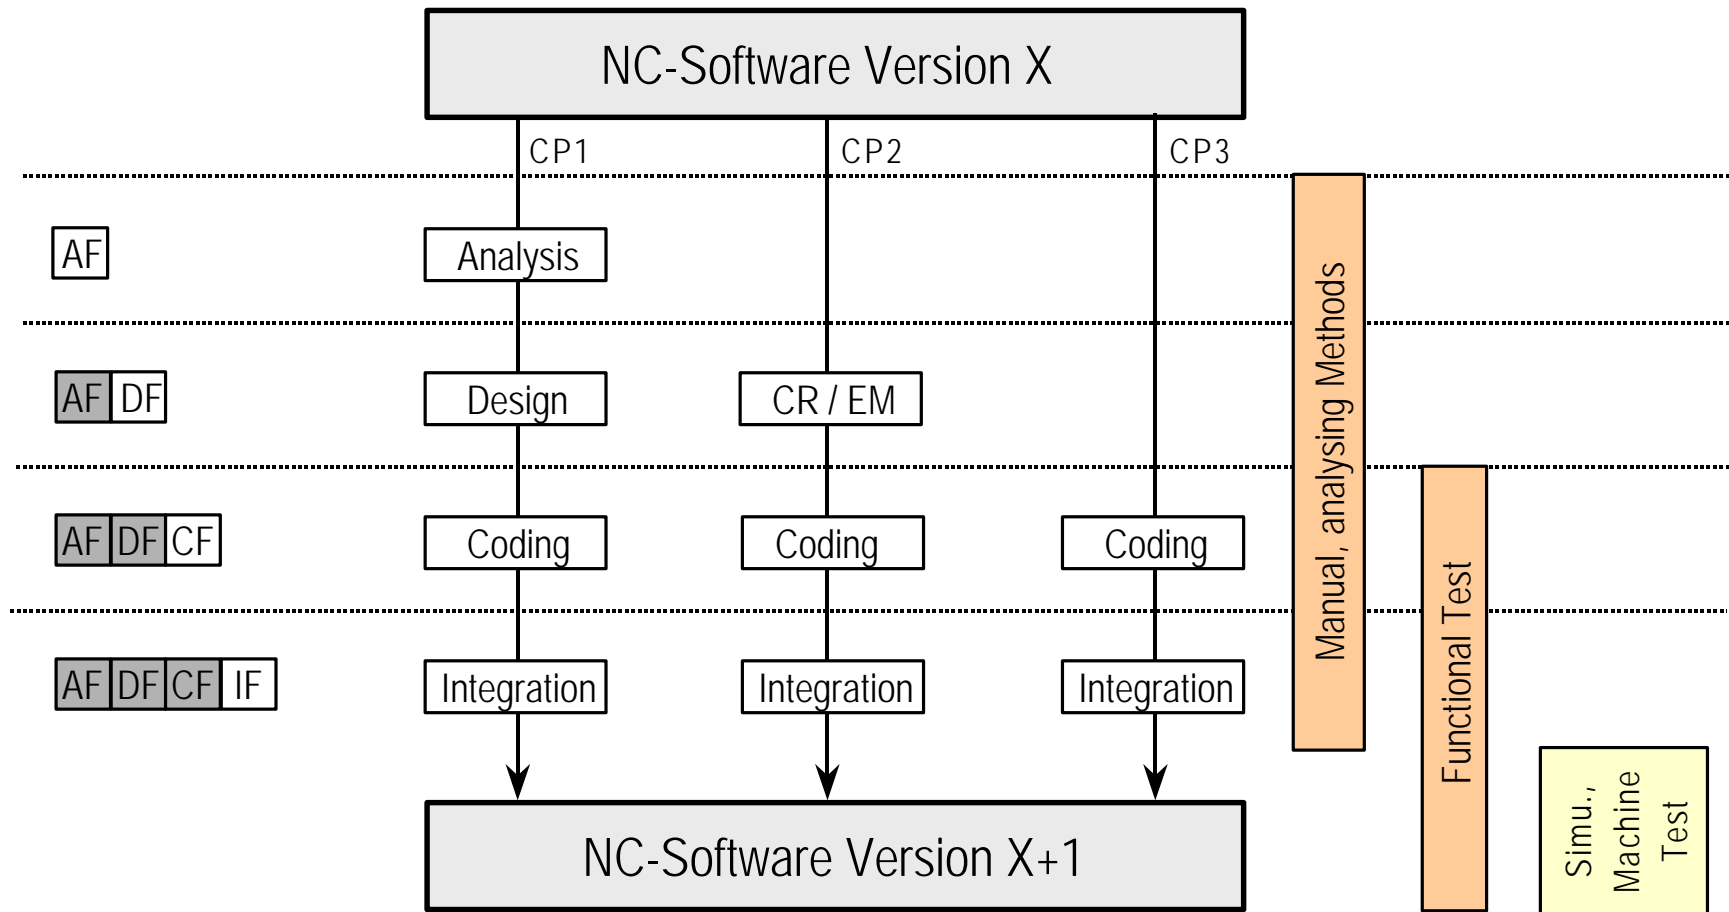 NC-Software Version X
CP1
CP2
CP3
AF
Analysis
AF DF
Design
CR / EM
AF DF CF
Coding
Coding
Coding
AF DF CF IF
Integration
Integration
Integration
Manual, analysing Methods
Functional Test
Simu.,
Machine
Test
NC-Software Version X+1